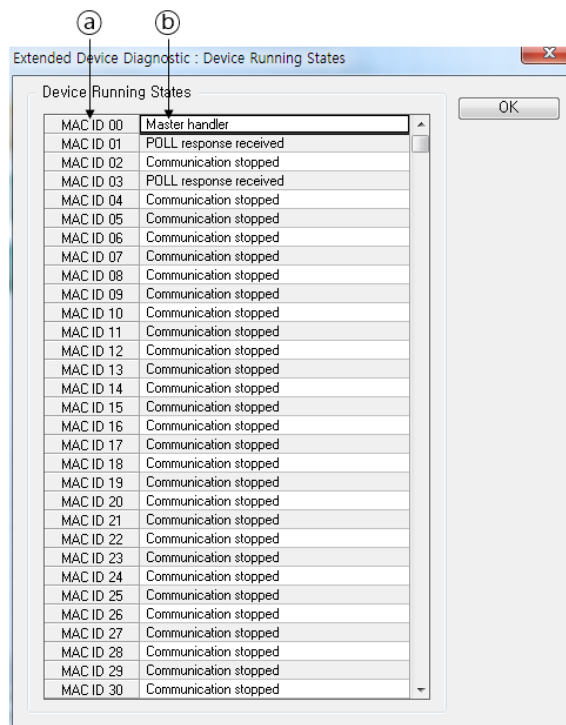 ⓐ ⓑ
Extended Device Diagnostic : Device Running States
Device Running States
OK
MAC ID 00 Master handler
MAC ID 01 POLL response received
MAC ID 02 Communication stopped
MAC ID 03 POLL response received
MAC ID 04 Communication stopped
MAC ID 05 Communication stopped
MAC ID 06 Communication stopped
MAC ID 07 Communication stopped
MAC ID 08 Communication stopped
MAC ID 09 Communication stopped
MAC ID 10 Communication stopped
MAC ID 11 Communication stopped
MAC ID 12 Communication stopped
MAC ID 13 Communication stopped
MAC ID 14 Communication stopped
MAC ID 15 Communication stopped
MAC ID 16 Communication stopped
MAC ID 17 Communication stopped
MAC ID 18 Communication stopped
MAC ID 19 Communication stopped
MAC ID 20 Communication stopped
MAC ID 21 Communication stopped
MAC ID 22 Communication stopped
MAC ID 23 Communication stopped
MAC ID 24 Communication stopped
MAC ID 25 Communication stopped
MAC ID 26 Communication stopped
MAC ID 27 Communication stopped
MAC ID 28 Communication stopped
MAC ID 29 Communication stopped
MAC ID 30 Communication stopped